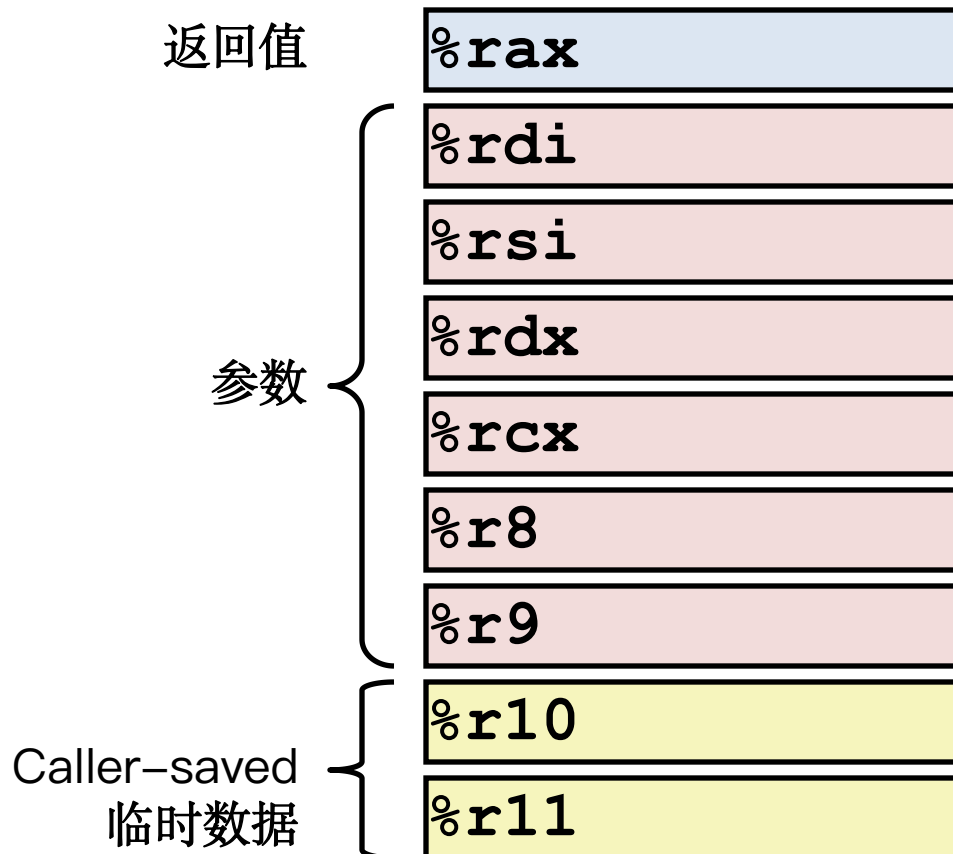 返回值
%rax
%rdi
%rsi
%rdx
参数
%rcx
%r8
%r9
%r10
Caller-saved
临时数据
%r11